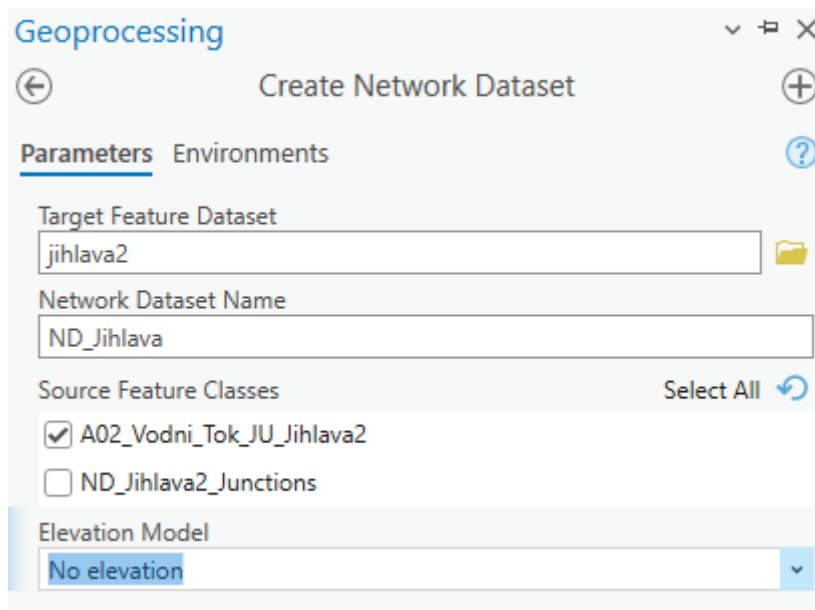 Geoprocessing
Create Network Dataset
Parameters Environments
Target Feature Dataset
jihlava2
Network Dataset Name
ND_Jihlava
Source Feature Classes Select All
A02_Vodni_Tok_JU_Jihlava2
ND_Jihlava2_Junctions
Elevation Model
No elevation